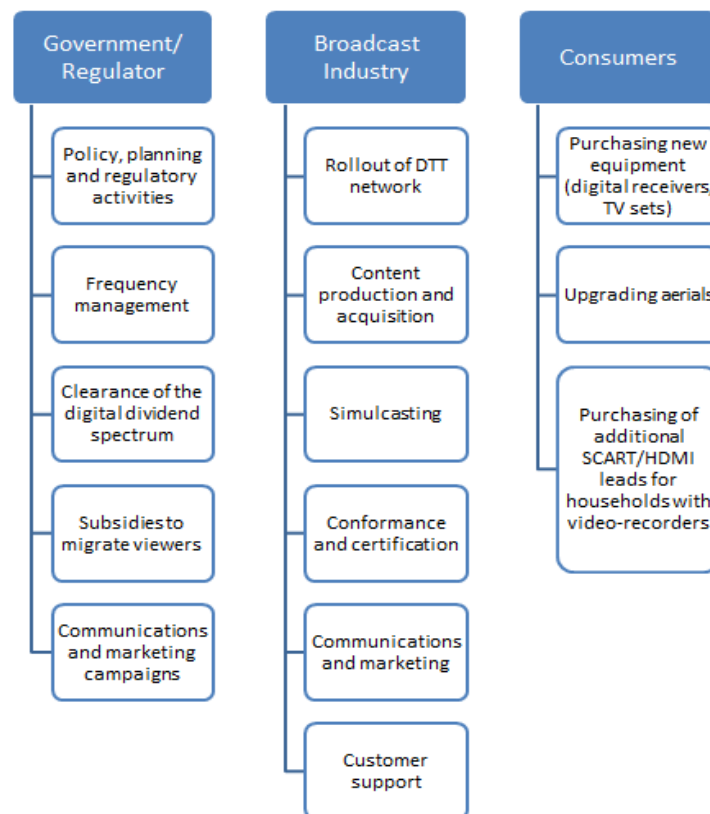 Government/
Regulator
Policy, planning
and regulatory
activities
Frequency
management
Clearance of the
digital dividend
spectrum
Subsidies to
migrate viewers
Communications
and marketing
campaigns
Broadcast
Industry
Rollout of DTT
network
Content
production and
acquisition
Simulcasting
Conformance
and certification
Communications
and marketing
Customer
support
Consumers
Purchasing new
equipment
(digital receivers,
TV sets)
Upgrading aerials
Purchasing of
additional
SCART/HDMI
leads for
households with
video-recorders